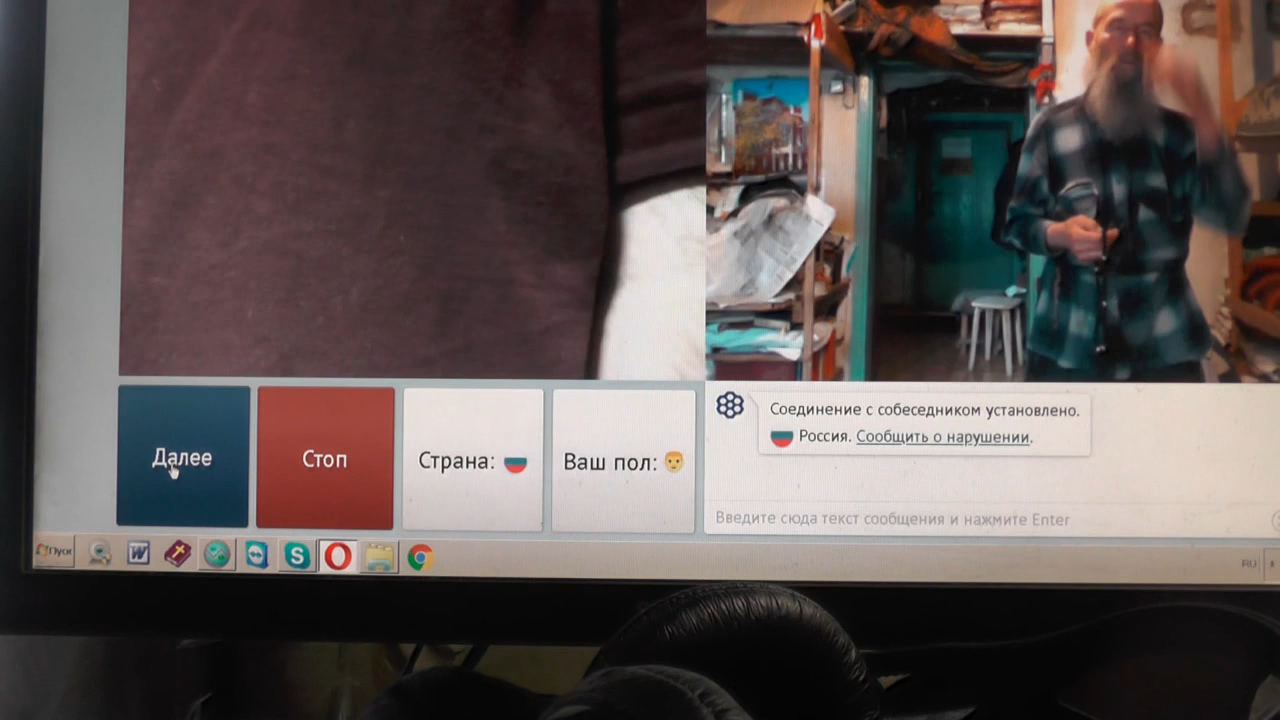 Соединение с собеседником установлено.
Россия. Сообщить о нарушении.
Далее
Стоп
Страна:
Ваш пол:
Введите сюда текст сообщения и нажмите Enter
Пуск
RU